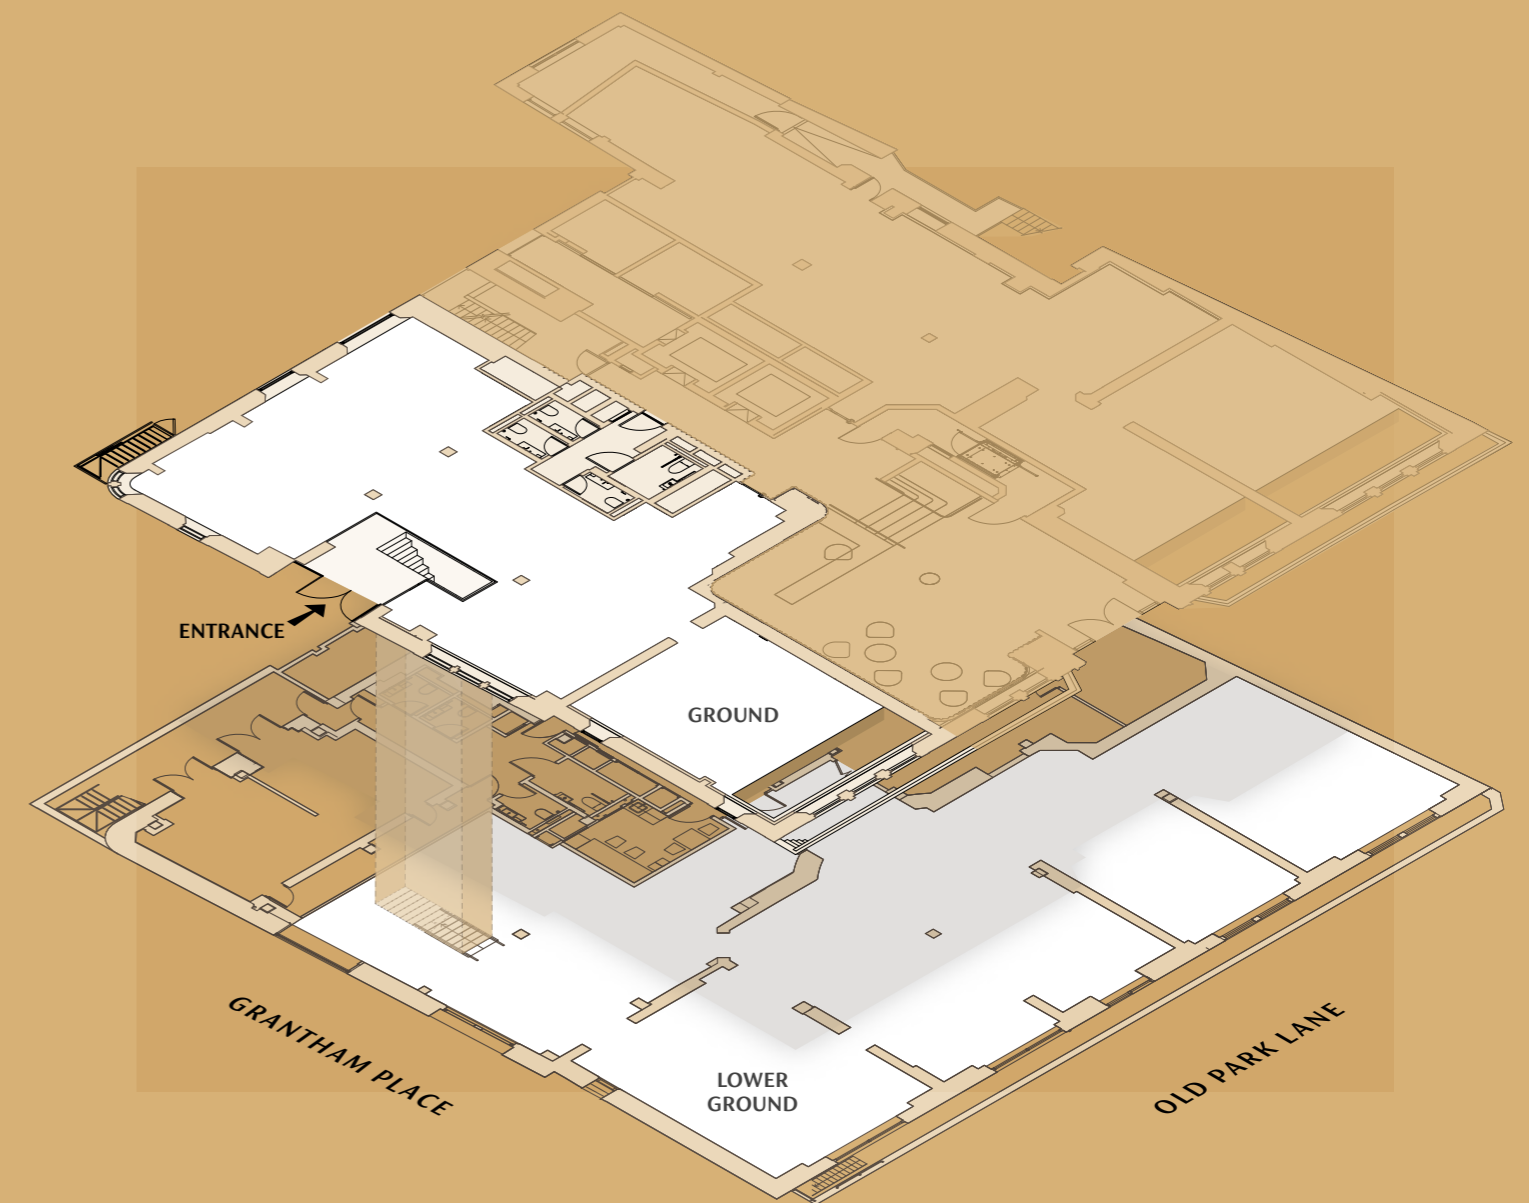 ENTRANCE
GROUND
LOWER
GROUND
GRANTHAM PLACE
OLD PARK LANE